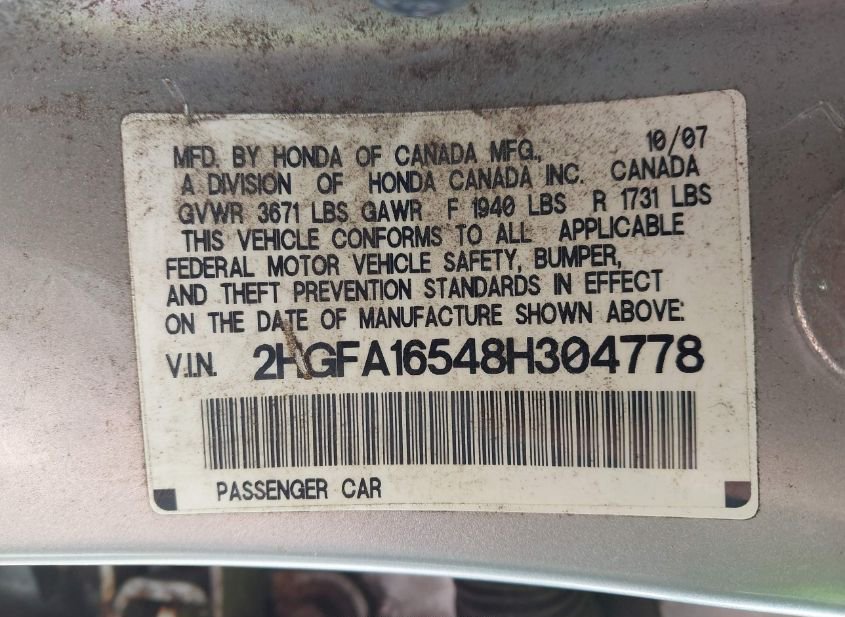 10/07
MFD. BY HONDA OF CANADA MFG.,
A DIVISION OF HONDA CANADA INC. CANADA
GVWR 3671 LBS GAWR F 1940 LBS R 1731 LBS
THIS VEHICLE CONFORMS TO ALL APPLICABLE
FEDERAL MOTOR VEHICLE SAFETY, BUMPER,
AND THEFT PREVENTION STANDARDS IN EFFECT
ON THE DATE OF MANUFACTURE SHOWN ABOVE:
V.I.N. 2HGFA16548H304778
PASSENGER CAR